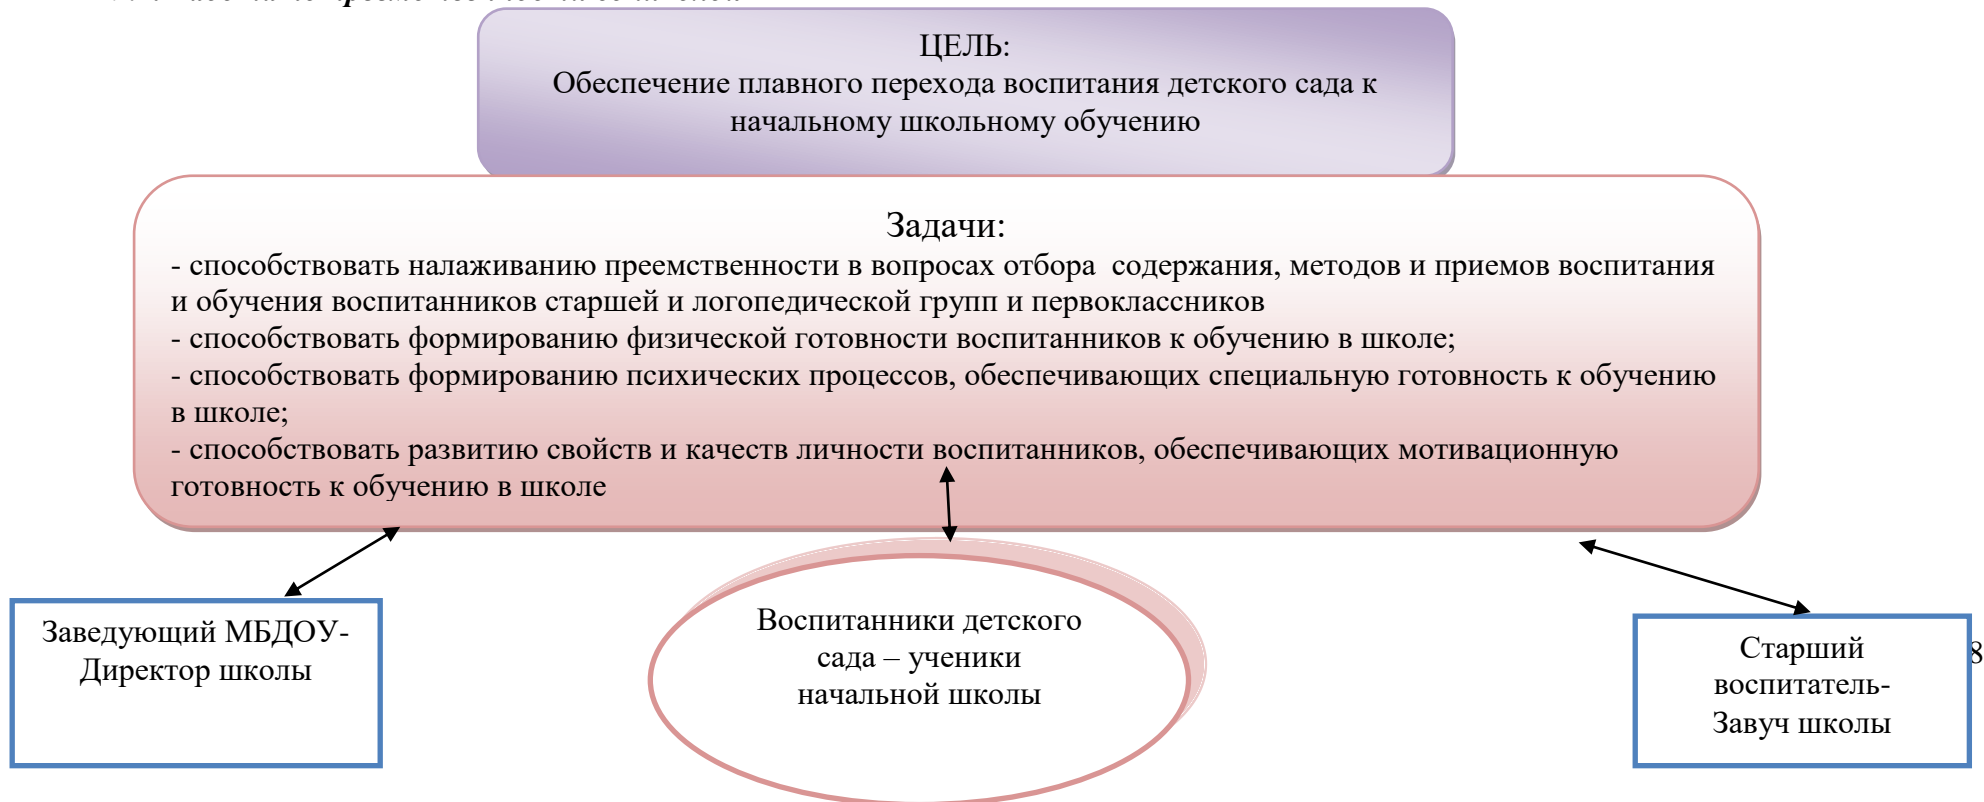 ЦЕЛЬ:
Обеспечение плавного перехода воспитания детского сада к
начальному школьному обучению
Задачи:
- способствовать налаживанию преемственности в вопросах отбора содержания, методов и приемов воспитания
и обучения воспитанников старшей и логопедической групп и первоклассников
- способствовать формированию физической готовности воспитанников к обучению в школе;
- способствовать формированию психических процессов, обеспечивающих специальную готовность к обучению
в школе;
- способствовать развитию свойств и качеств личности воспитанников, обеспечивающих мотивационную
готовность к обучению в школе
Заведующий МБДОУ-
Директор школы
Воспитанники детского
сада – ученики
начальной школы
Старший
воспитатель-
Завуч школы
8